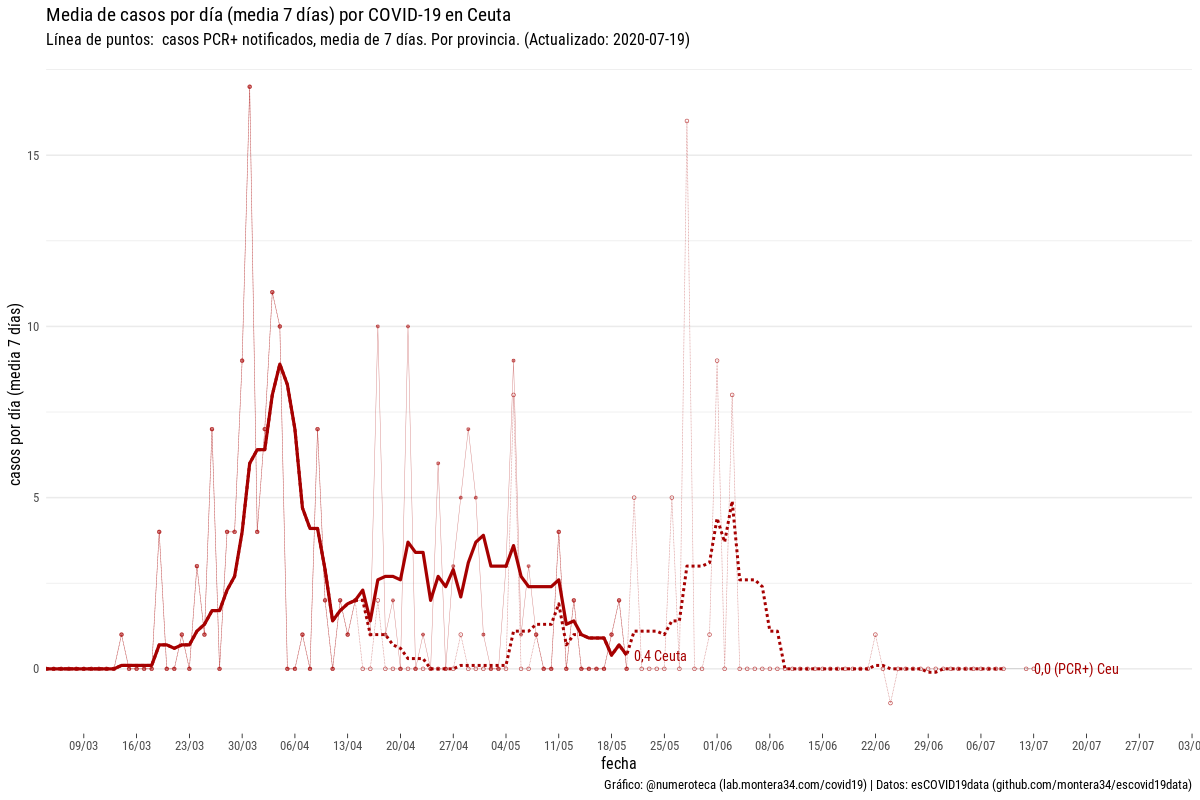 Media de casos por día (media 7 días) por COVID-19 en Ceuta
Línea de puntos:  casos PCR+ notificados, media de 7 días. Por provincia. (Actualizado: 2020-07-19)
casos por día (media 7 días)
15
10
5
0
0,4 Ceuta
0,0 (PCR+) Ceu
09/03 16/03 23/03 30/03 06/04 13/04 20/04 27/04 04/05 11/05 18/05 25/05 01/06 08/06 15/06 22/06 29/06 06/07 13/07 20/07 27/07 03/0
fecha
Gráfico: @numeroteca (lab.montera34.com/covid19) | Datos: esCOVID19data (github.com/montera34/escovid19data)